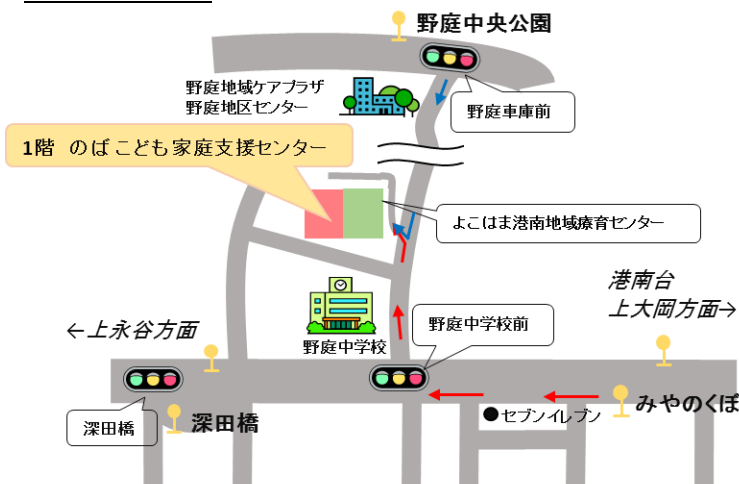 野庭中央公園
野庭地域ケアプラザ
野庭地区センター
野庭車庫前
1階 のばこども家庭支援センター
よこはま港南地域療育センター
港南台
上大岡方面→
←上永谷方面
野庭中学校
野庭中学校前
深田橋
深田橋
●セブンイレブン
みやのくぼ